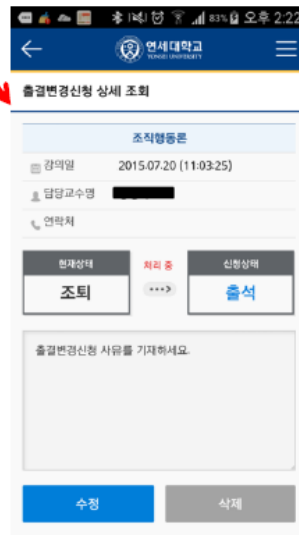 83% 오후 2:22
연세대학교
YONSEI UNIVERSITY
출결변경신청 상세 조회
조직행동론
강의일 2015.07.20 (11:03:25)
담당교수명
연락처
현재상태 처리 중 신청상태
조퇴 출석
출결변경신청 사유를 기재하세요.
수정 삭제